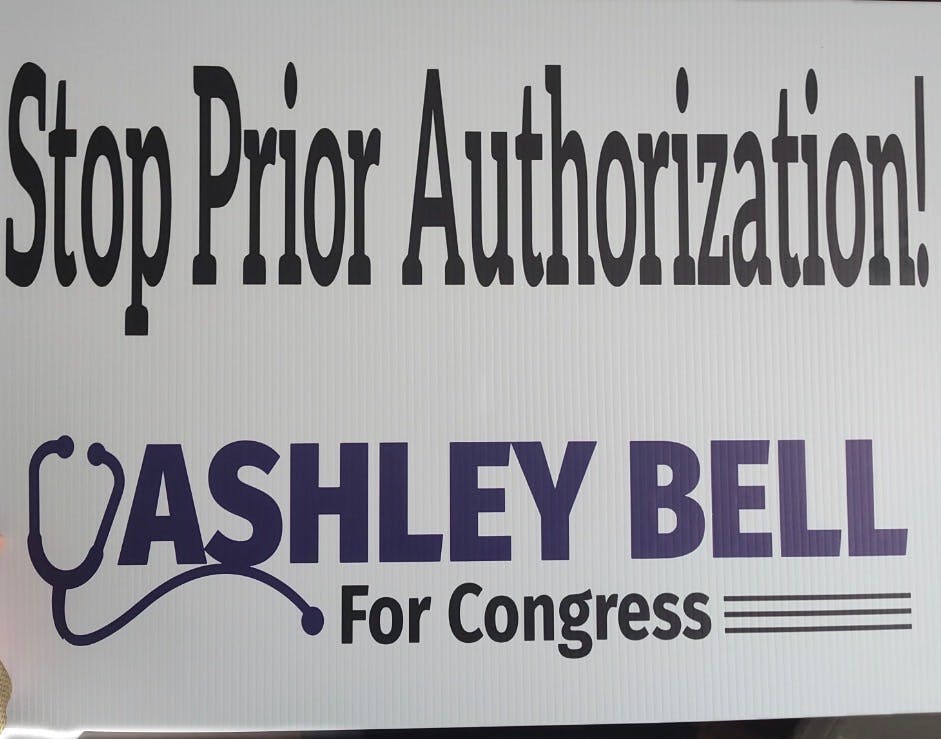 Stop Prior Authorization!
ASHLEY BELL
For Congress